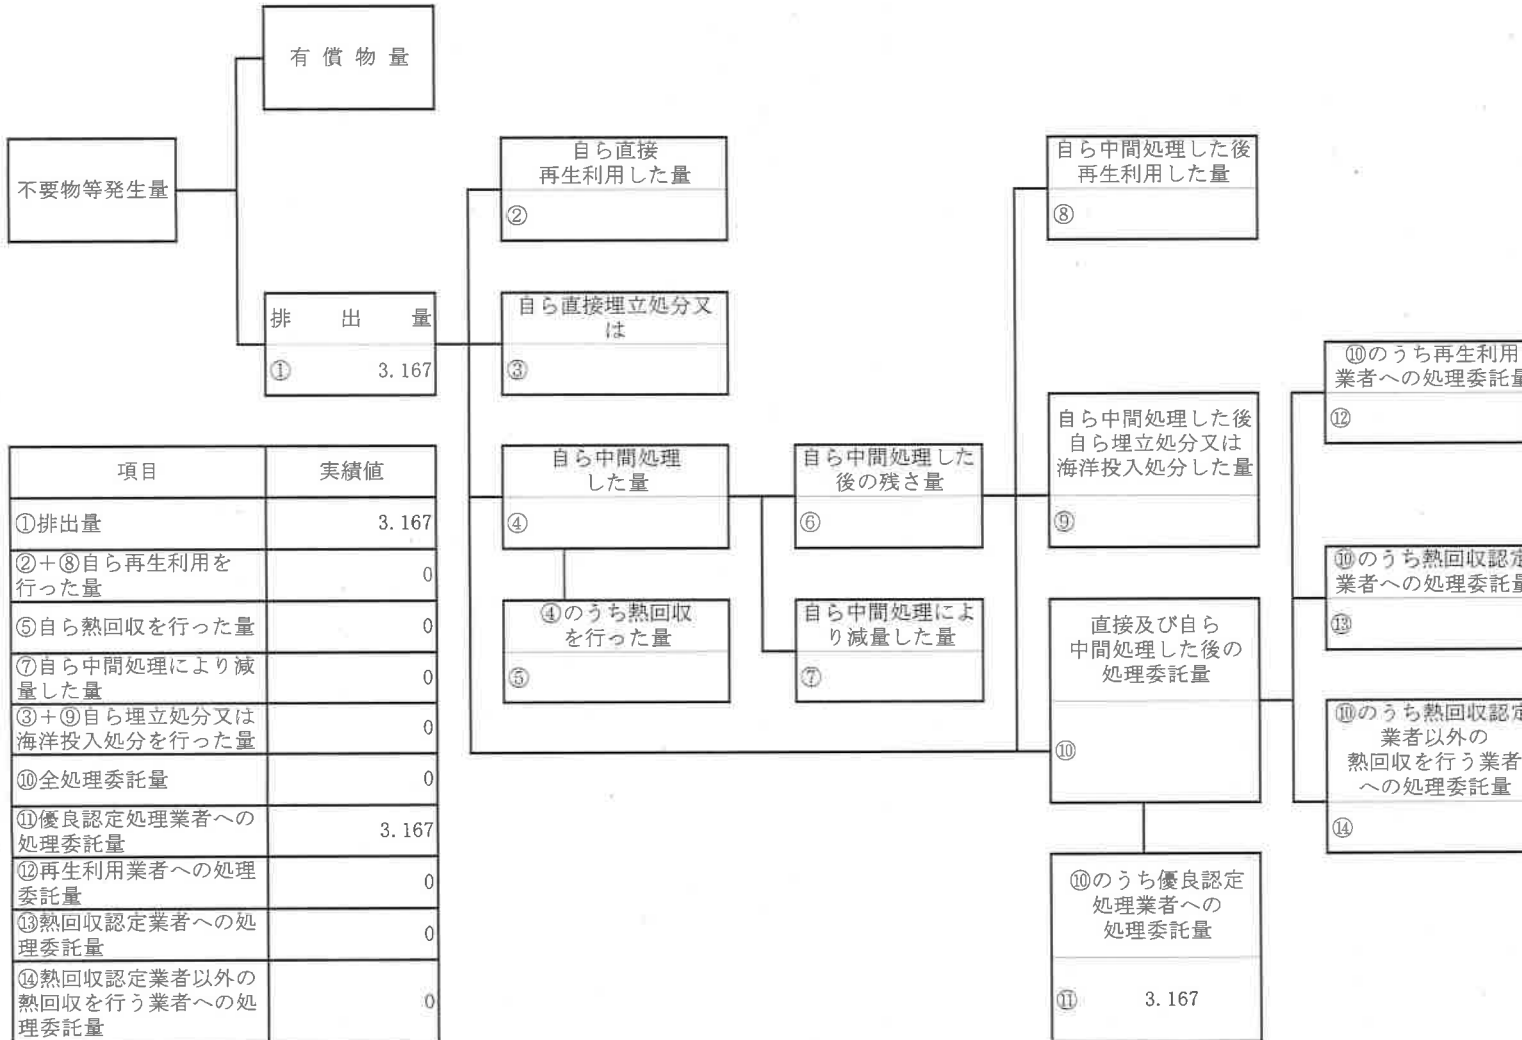 有償物量
不要物等発生量
排出量
① 3.167
自ら直接
再生利用した量
②
自ら直接埋立処分又
は
③
自ら中間処理
した量
④
④のうち熱回収
を行った量
⑤
自ら中間処理した
後の残さ量
⑥
自ら中間処理によ
り減量した量
⑦
自ら中間処理した後
再生利用した量
⑧
自ら中間処理した後
自ら埋立処分又は
海洋投入処分した量
⑨
直接及び自ら
中間処理した後の
処理委託量
⑩
⑩のうち優良認定
処理業者への
処理委託量
⑪ 3.167
⑩のうち再生利用
業者への処理委託量
⑫
⑩のうち熱回収認定
業者への処理委託量
⑬
⑩のうち熱回収認定
業者以外の
熱回収を行う業者
への処理委託量
⑭
項目 実績値
①排出量 3.167
②+⑧自ら再生利用を
行った量 0
⑤自ら熱回収を行った量 0
⑦自ら中間処理により減
量した量 0
③+⑨自ら埋立処分又は
海洋投入処分を行った量 0
⑩全処理委託量 0
⑪優良認定処理業者への
処理委託量 3.167
⑫再生利用業者への処理
委託量 0
⑬熱回収認定業者への処
理委託量 0
⑭熱回収認定業者以外の
熱回収を行う業者への処
理委託量 0